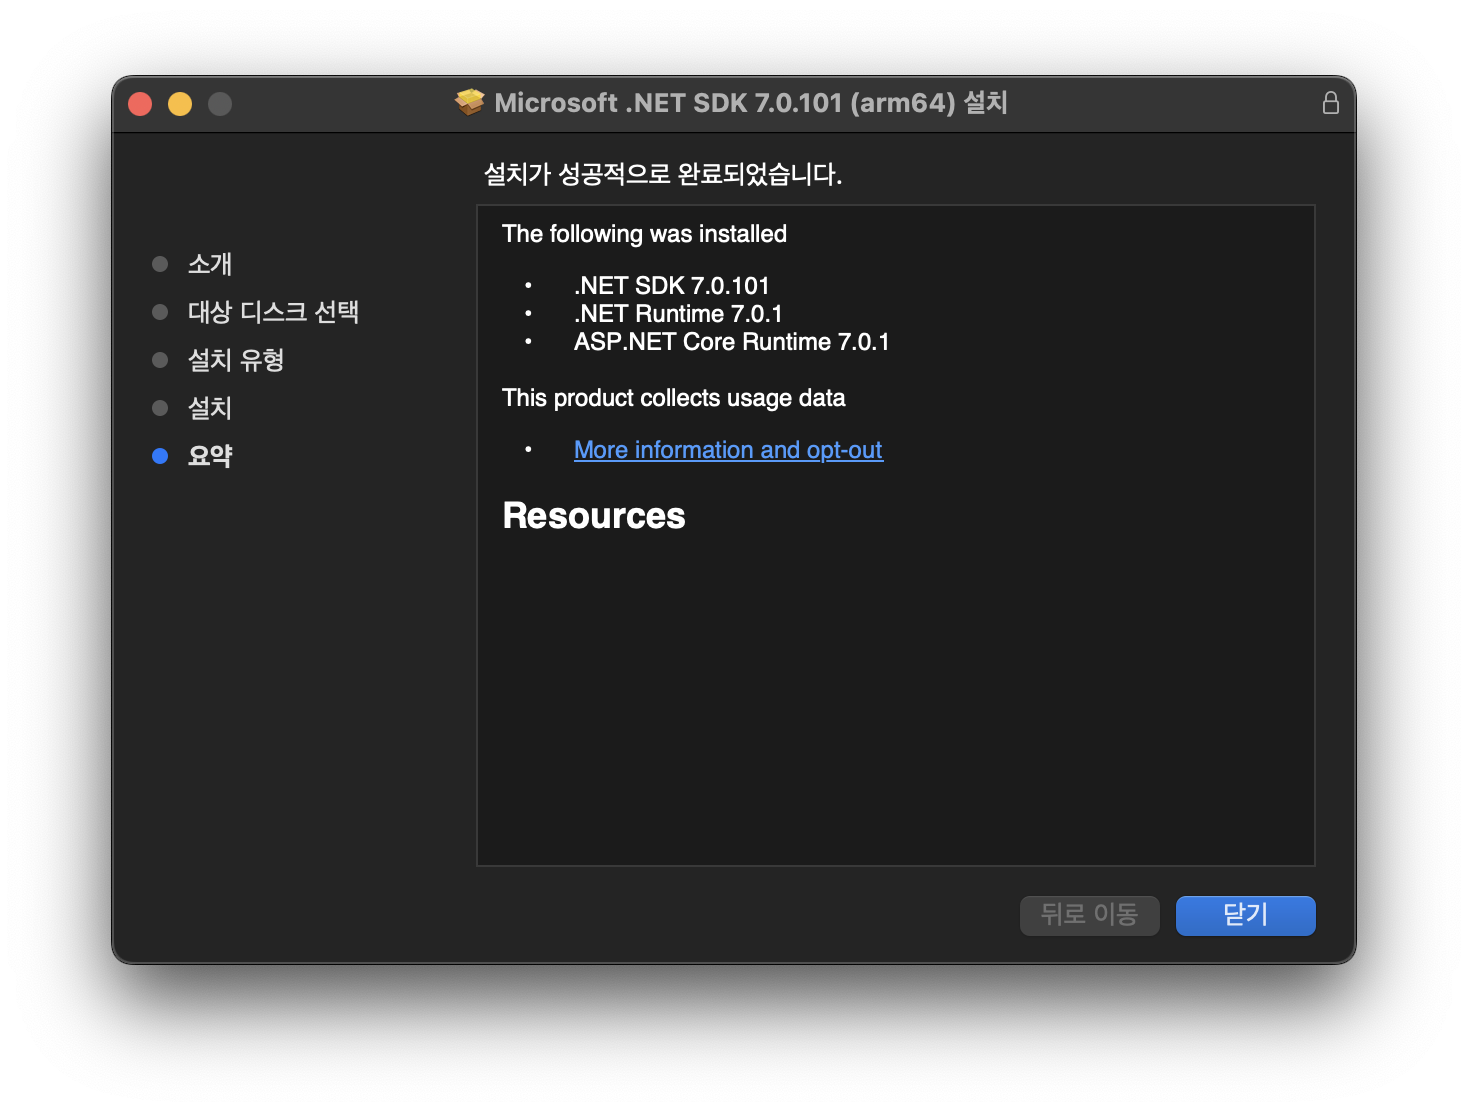 Microsoft .NET SDK 7.0.101 (arm64) 설치
설치가 성공적으로 완료되었습니다.
소개
대상 디스크 선택
설치 유형
설치
요약
The following was installed
• .NET SDK 7.0.101
• .NET Runtime 7.0.1
• ASP.NET Core Runtime 7.0.1
This product collects usage data
• More information and opt-out
Resources
뒤로 이동
닫기